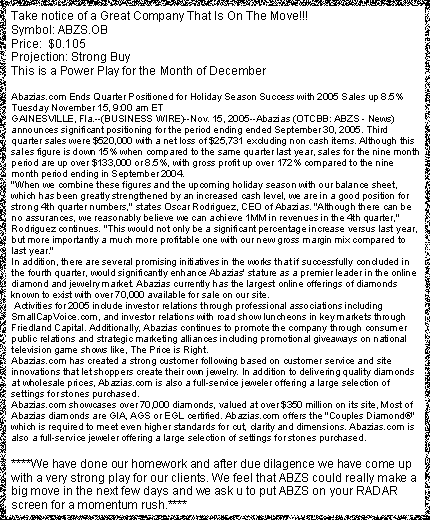 Take notice of a Great Company That Is On The Move!!!
Symbol: ABZS.OB
Price:  $0.105
Projection: Strong Buy
This is a Power Play for the Month of December
Abazias.com Ends Quarter Positioned for Holiday Season Success with 2005 Sales up 8.5%
Tuesday November 15, 9:00 am ET
GAINESVILLE, Fla.--(BUSINESS WIRE)--Nov. 15, 2005--Abazias (OTCBB: ABZS - News)
announces significant positioning for the period ending ended September 30, 2005. Third
quarter sales were $520,000 with a net loss of $25,731 excluding non cash items. Although this
sales figure is down 15% when compared to the same quarter last year, sales for the nine month
period are up over $133,000 or 8.5%, with gross profit up over 172% compared to the nine
month period ending in September 2004.
"When we combine these figures and the upcoming holiday season with our balance sheet,
which has been greatly strengthened by an increased cash level, we are in a good position for
strong 4th quarter numbers," states Oscar Rodriguez, CEO of Abazias. "Although there can be
no assurances, we reasonably believe we can achieve 1MM in revenues in the 4th quarter,"
Rodriguez continues. "This would not only be a significant percentage increase versus last year,
but more importantly a much more profitable one with our new gross margin mix compared to
last year."
In addition, there are several promising initiatives in the works that if successfully concluded in
the fourth quarter, would significantly enhance Abazias' stature as a premier leader in the online
diamond and jewelry market. Abazias currently has the largest online offerings of diamonds
known to exist with over 70,000 available for sale on our site.
Activities for 2005 include investor relations through professional associations including
SmallCapVoice.com, and investor relations with road show luncheons in key markets through
Friedland Capital. Additionally, Abazias continues to promote the company through consumer
public relations and strategic marketing alliances including promotional giveaways on national
television game shows like, The Price is Right.
Abazias.com has created a strong customer following based on customer service and site
innovations that let shoppers create their own jewelry. In addition to delivering quality diamonds
at wholesale prices, Abazias.com is also a full-service jeweler offering a large selection of
settings for stones purchased.
Abazias.com showcases over 70,000 diamonds, valued at over $350 million on its site, Most of
Abazias diamonds are GIA, AGS or EGL certified. Abazias.com offers the "Couples Diamond®"
which is required to meet even higher standards for cut, clarity and dimensions. Abazias.com is
also a full-service jeweler offering a large selection of settings for stones purchased.
****We have done our homework and after due dilagence we have come up
with a very strong play for our clients. We feel that ABZS could really make a
big move in the next few days and we ask u to put ABZS on your RADAR
screen for a momentum rush.****